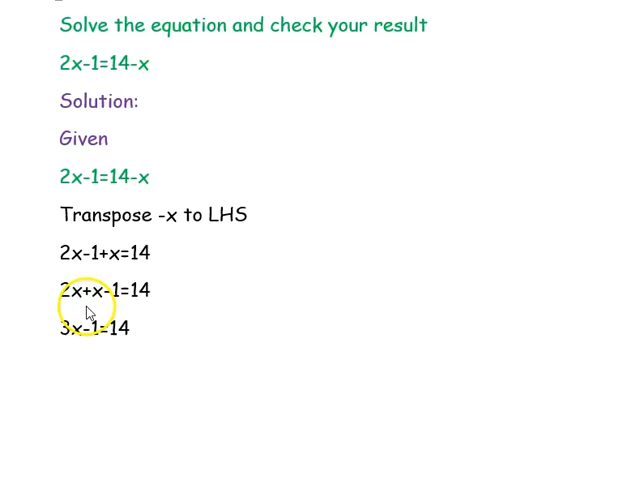 Solve the equation and check your result
2x-1=14-x
Solution:
Given
2x-1=14-x
Transpose -x to LHS
2x-1+x=14
2x+x-1=14
3x-1=14